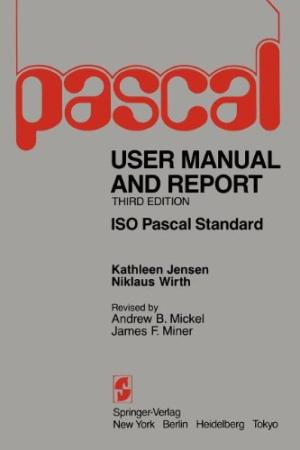 pascal
USER MANUAL
AND REPORT
THIRD EDITION
ISO Pascal Standard
Kathleen Jensen
Niklaus Wirth
Revised by
Andrew B. Mickel
James F. Miner
Springer-Verlag
New York Berlin Heidelberg Tokyo